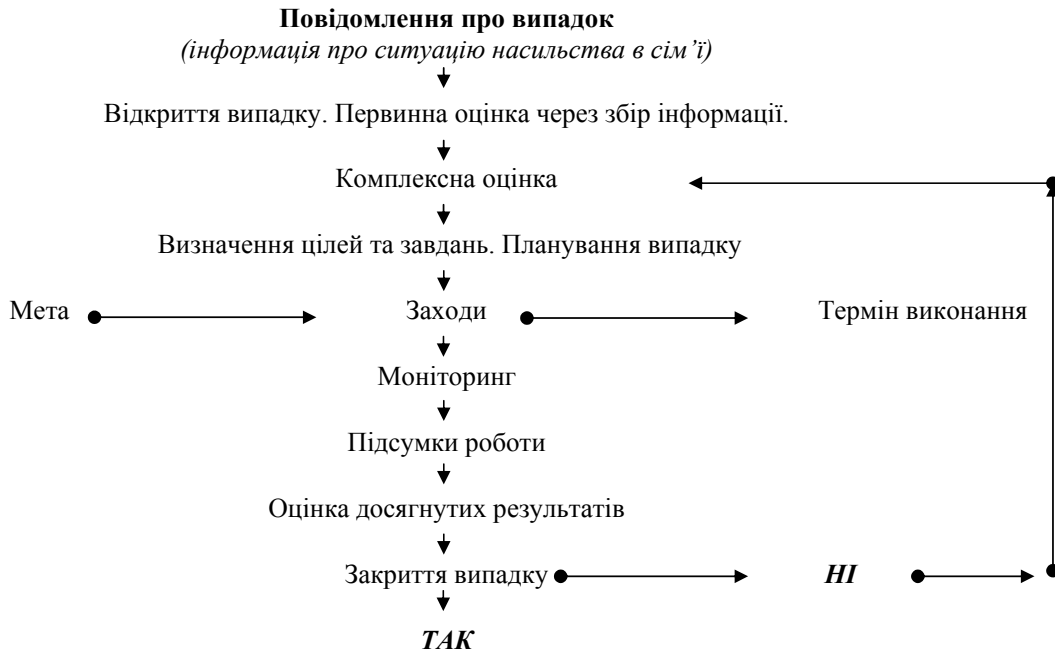 Повідомлення про випадок
(інформація про ситуацію насильства в сім’ї)
Відкриття випадку. Первинна оцінка через збір інформації.
Комплексна оцінка
Визначення цілей та завдань. Планування випадку
Мета Заходи Термін виконання
Моніторинг
Підсумки роботи
Оцінка досягнутих результатів
Закриття випадку НІ
ТАК